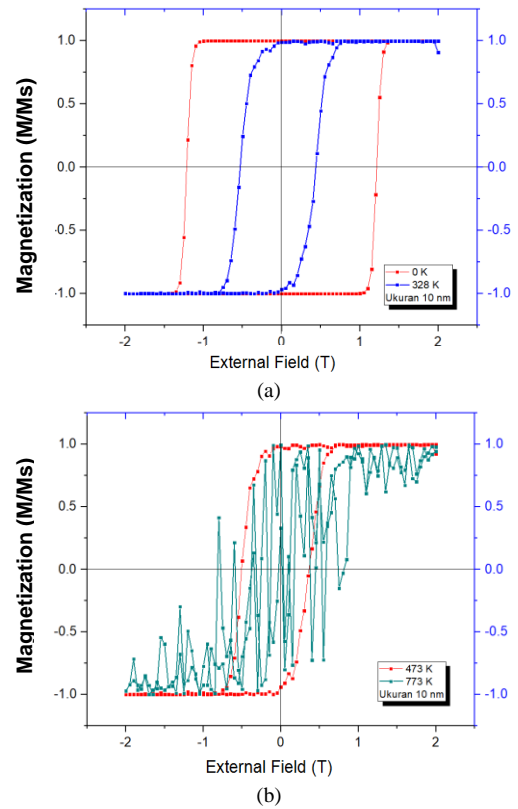 1.0
0.5
0.0
-0.5
-1.0
1.0
0.5
0.0
-0.5
-1.0
Magnetization (M/Ms)
0 K
328 K
Ukuran 10 nm
-2 -1 0 1 2
External Field (T)
(a)
1.0
0.5
0.0
-0.5
-1.0
1.0
0.5
0.0
-0.5
-1.0
Magnetization (M/Ms)
473 K
773 K
Ukuran 10 nm
-2 -1 0 1 2
External Field (T)
(b)